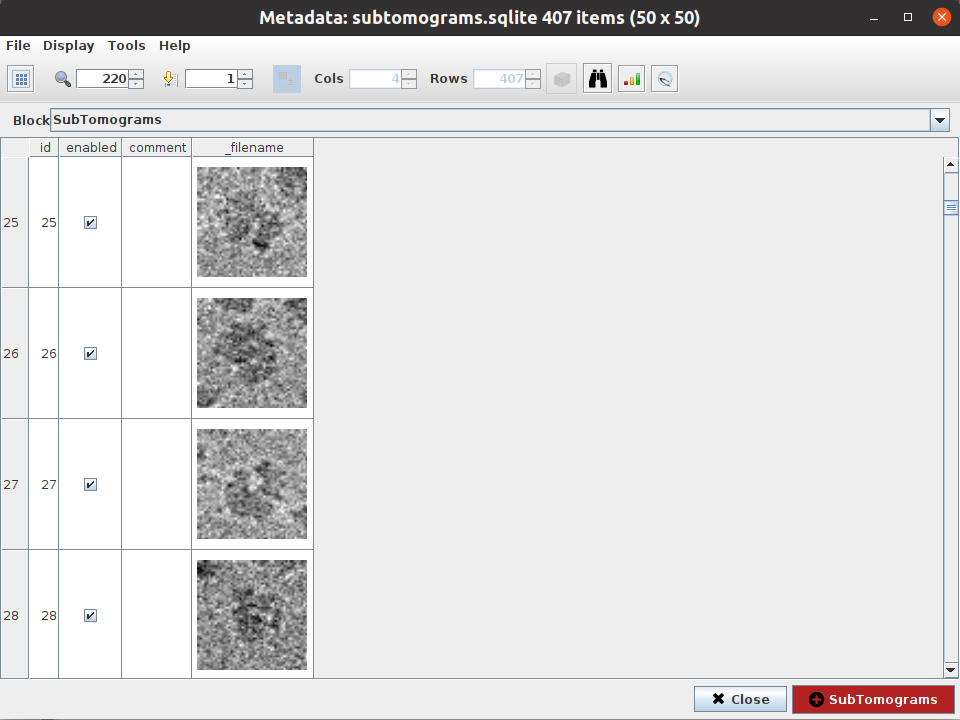 Metadata: subtomograms.sqlite 407 items (50 x 50)
File Display Tools Help
220 1 Cols 4 Rows 407
Block SubTomograms
id enabled comment _filename
25 25
26 26
27 27
28 28
Close SubTomograms